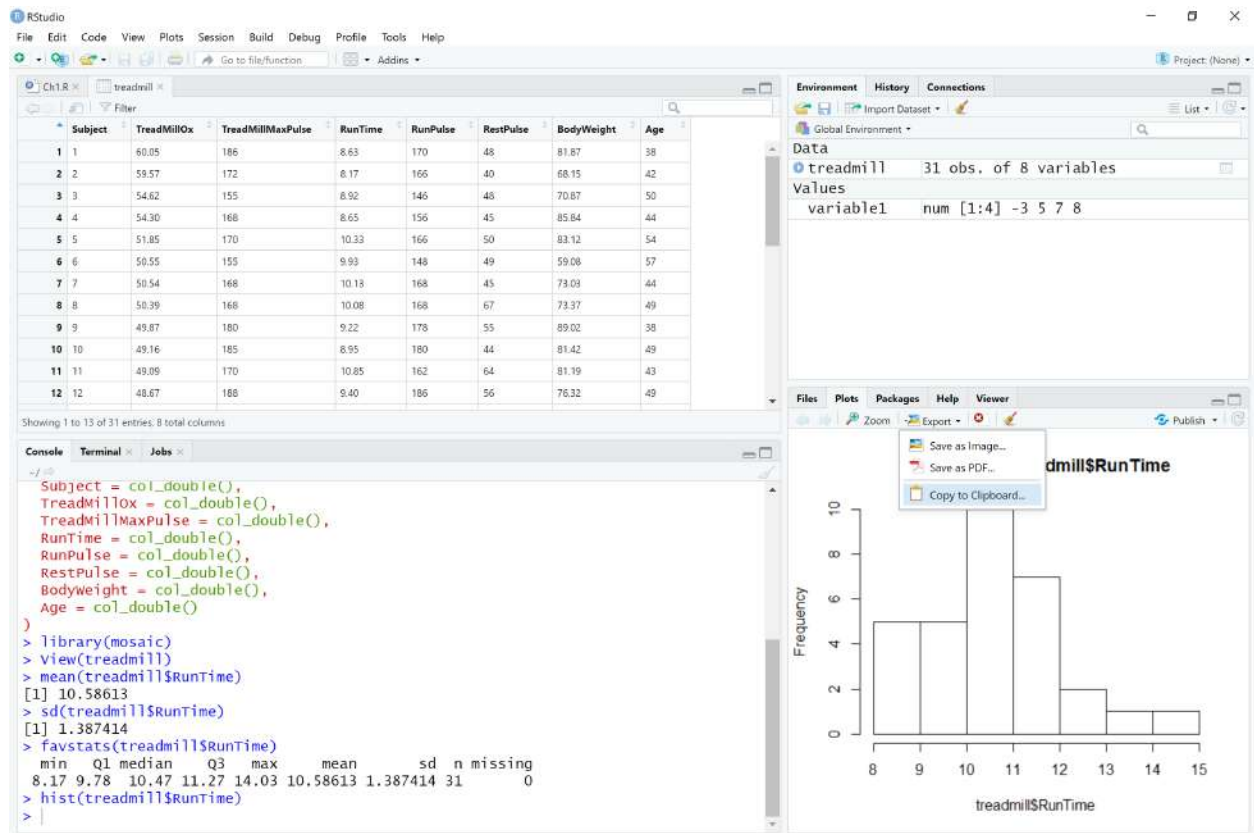 RStudio
File Edit Code View Plots Session Build Debug Profile Tools Help
Go to file/function Addins Project: (None)
Ch1.R treadmill
Filter
Subject TreadMillOx TreadMillMaxPulse RunTime RunPulse RestPulse BodyWeight Age
1 1 60.05 186 8.63 170 48 81.87 38
2 2 59.57 172 8.17 166 40 68.15 42
3 3 54.62 155 8.92 146 48 70.87 50
4 4 54.30 168 8.65 156 45 85.84 44
5 5 51.85 170 10.33 166 50 83.12 54
6 6 50.55 155 9.93 148 49 59.08 57
7 7 50.54 168 10.13 168 45 73.03 44
8 8 50.39 168 10.08 168 67 73.37 49
9 9 49.87 180 9.22 178 55 89.02 38
10 10 49.16 185 8.95 180 44 81.42 49
11 11 49.09 170 10.85 162 64 81.19 43
12 12 48.67 188 9.40 186 56 76.32 49
Showing 1 to 13 of 31 entries, 8 total columns
Console Terminal Jobs
~/
Subject = col_double(),
TreadMillOx = col_double(),
TreadMillMaxPulse = col_double(),
RunTime = col_double(),
RunPulse = col_double(),
RestPulse = col_double(),
BodyWeight = col_double(),
Age = col_double()
)
> library(mosaic)
> View(treadmill)
> mean(treadmill$RunTime)
[1] 10.58613
> sd(treadmill$RunTime)
[1] 1.387414
> favstats(treadmill$RunTime)
min Q1 median Q3 max mean sd n missing
8.17 9.78 10.47 11.27 14.03 10.58613 1.387414 31 0
> hist(treadmill$RunTime)
>
Environment History Connections
Import Dataset List
Global Environment
Data
treadmill 31 obs. of 8 variables
Values
variable1 num [1:4] -3 5 7 8
Files Plots Packages Help Viewer
Zoom Export Publish
Save as Image...
Save as PDF...
Copy to Clipboard...
dmill$RunTime
Frequency
10
8
6
4
2
0
8 9 10 11 12 13 14 15
treadmill$RunTime